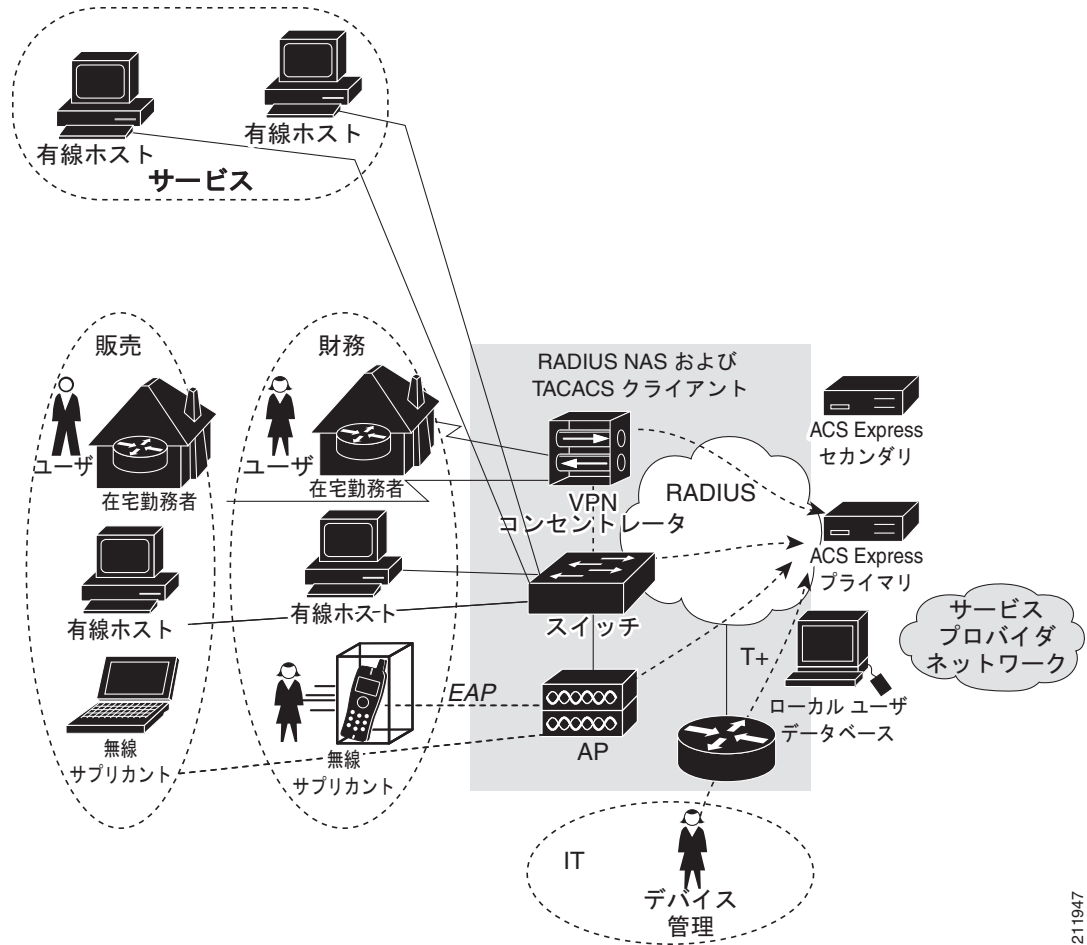 有線ホスト
有線ホスト
サービス
販売
ユーザ
在宅勤務者
有線ホスト
無線
サプリカント
財務
ユーザ
在宅勤務者
有線ホスト
EAP
無線
サプリカント
RADIUS NAS および
TACACS クライアント
VPN
コンセントレータ
RADIUS
スイッチ
AP
T+
ACS Express
セカンダリ
ACS Express
プライマリ
ローカル ユーザ
データベース
サービス
プロバイダ
ネットワーク
IT
デバイス
管理
211947